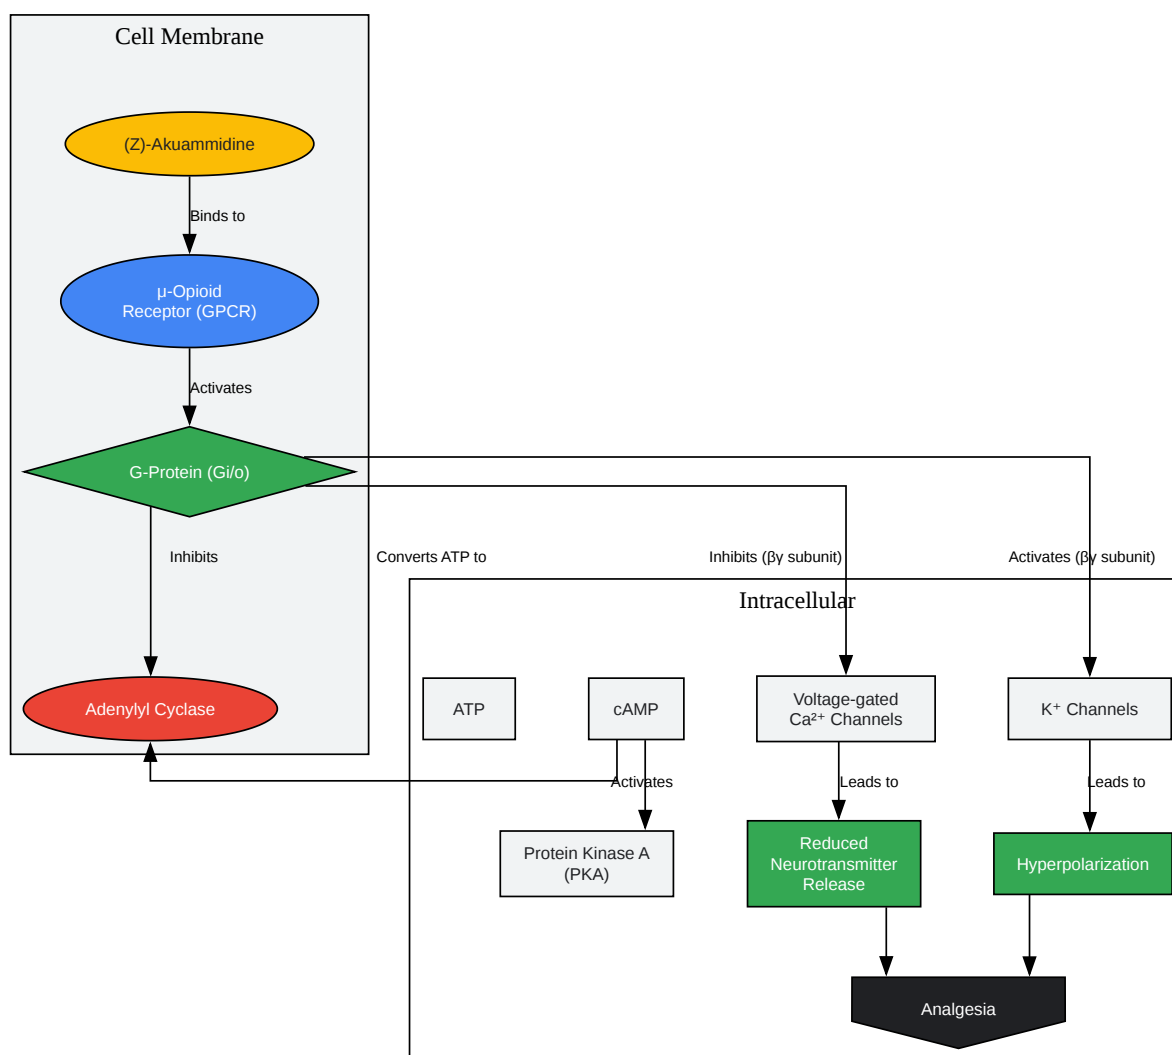 Cell Membrane
(Z)-Akuammidine
Binds to
μ-Opioid
Receptor (GPCR)
Activates
G-Protein (Gi/o)
Inhibits
Converts ATP to
Inhibits (βγ subunit)
Activates (βγ subunit)
Intracellular
Adenylyl Cyclase
ATP
cAMP
Voltage-gated
Ca²⁺ Channels
K⁺ Channels
Activates
Leads to
Leads to
Protein Kinase A
(PKA)
Reduced
Neurotransmitter
Release
Hyperpolarization
Analgesia